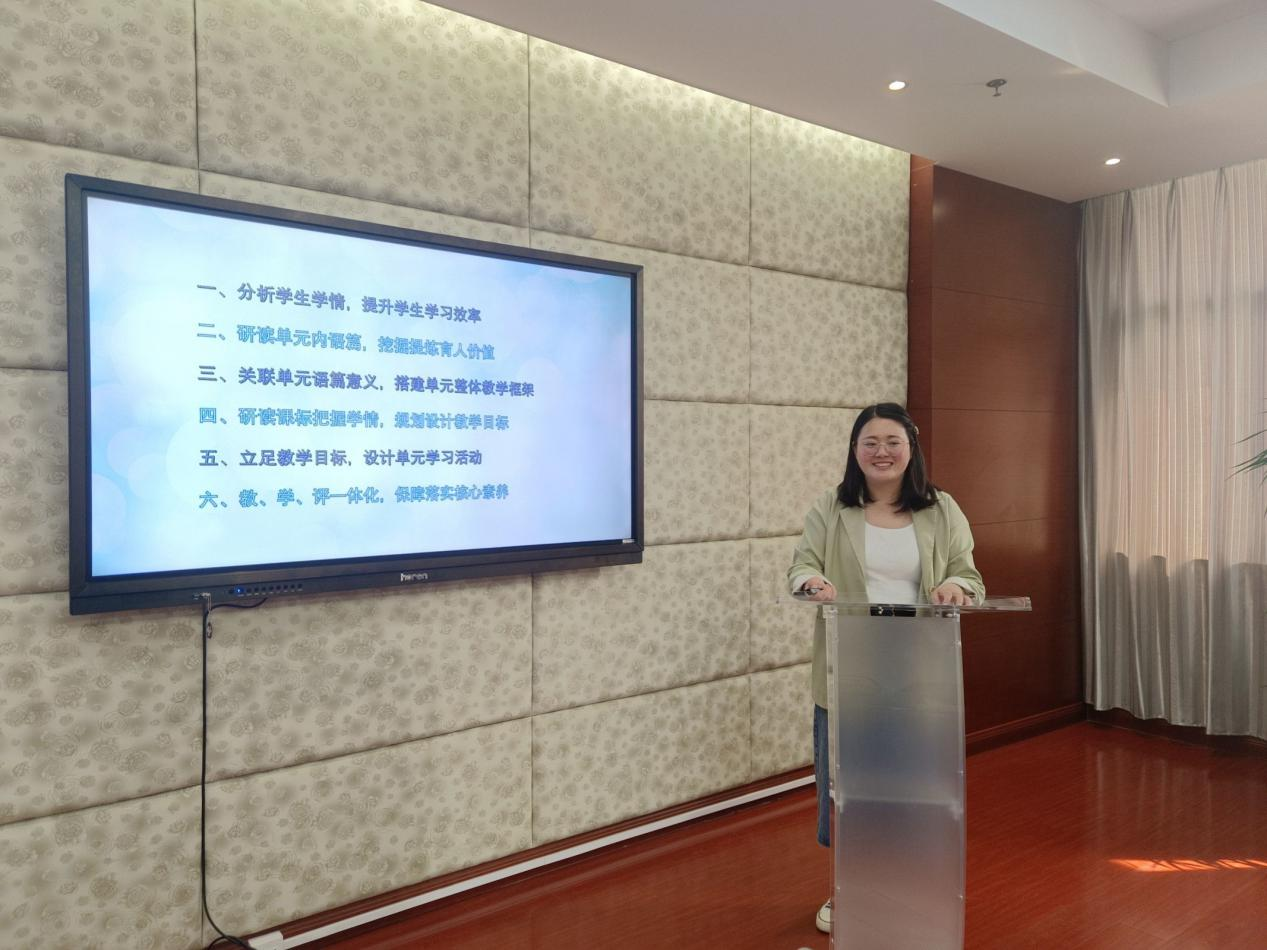 一、分析学生学情，提升学生学习效率
二、研读单元内语篇，挖掘提炼育人价值
三、关联单元语篇意义，搭建单元整体教学框架
四、研读课标把握学情，规划设计教学目标
五、立足教学目标，设计单元学习活动
六、教、学、评一体化，保障落实核心素养
horen